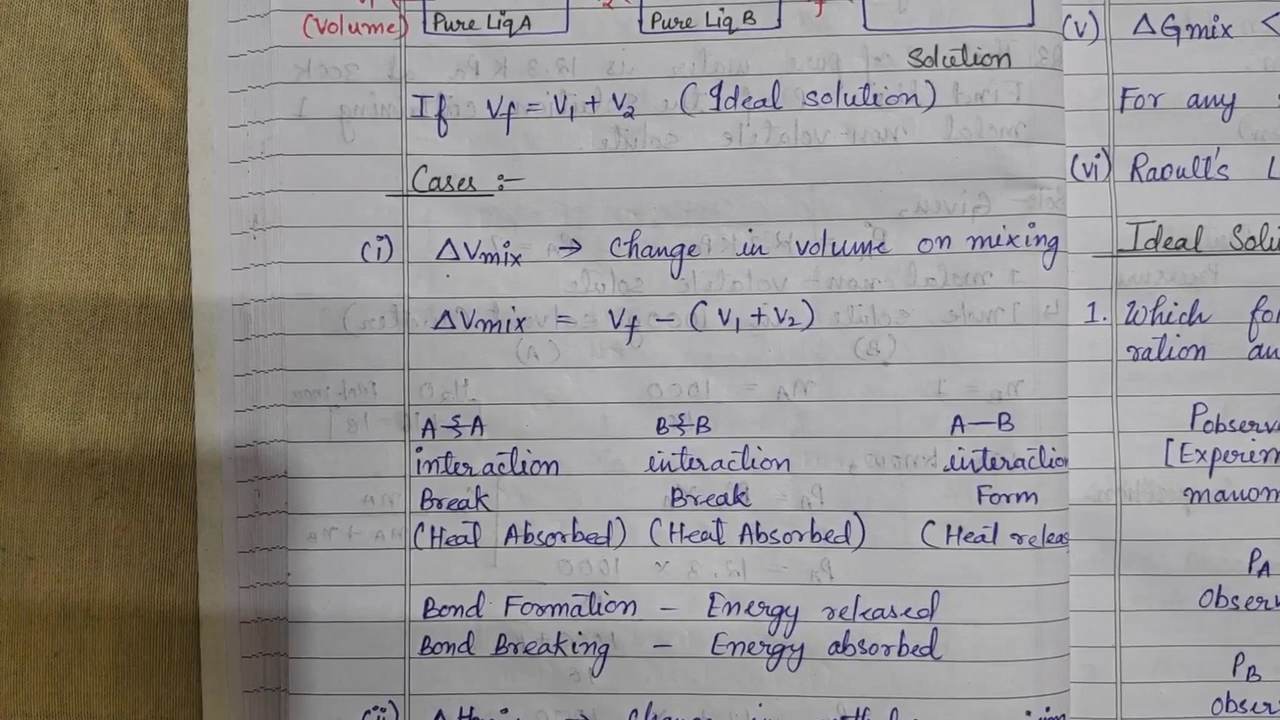 (Volume) Pure Liq A Pure Liq B
Solution
If Vf = V1 + V2 (Ideal solution)
Cases :-
(i) ΔVmix → Change in volume on mixing
ΔVmix = Vf - (V1 + V2)
A ⸾ A B ⸾ B A—B
interaction interaction interactio
Break Break Form
(Heat Absorbed) (Heat Absorbed) (Heat releas
Bond Formation - Energy released
Bond Breaking - Energy absorbed
(v) ΔGmix <
For any
(vi) Raoult's L
Ideal Solu
1. Which fo
ration an
Pobserv
[Experim
manom
PA
obser
PB
obser